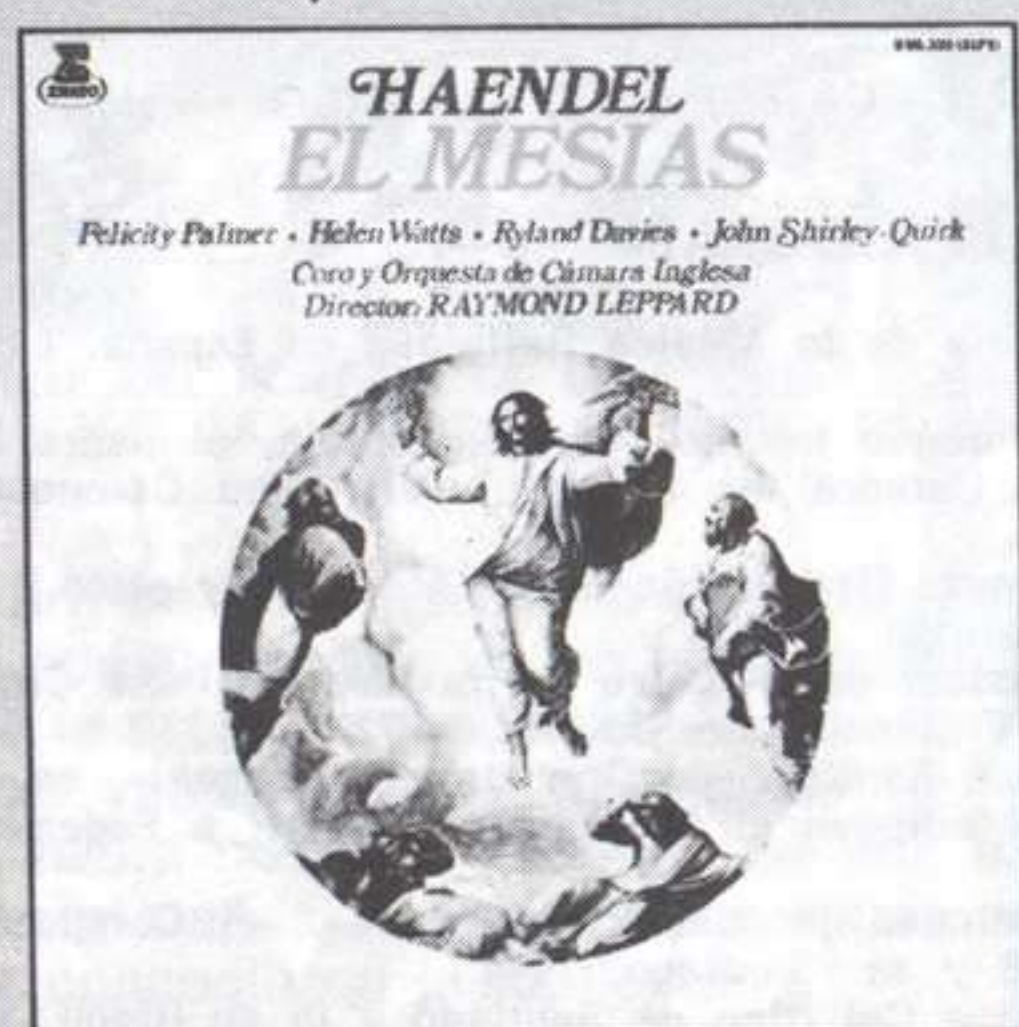 ERATO
HAENDEL
EL MESIAS
Felicity Palmer • Helen Watts • Ryland Davies • John Shirley-Quirk
Coro y Orquesta de Cámara Inglesa
Director: RAYMOND LEPPARD